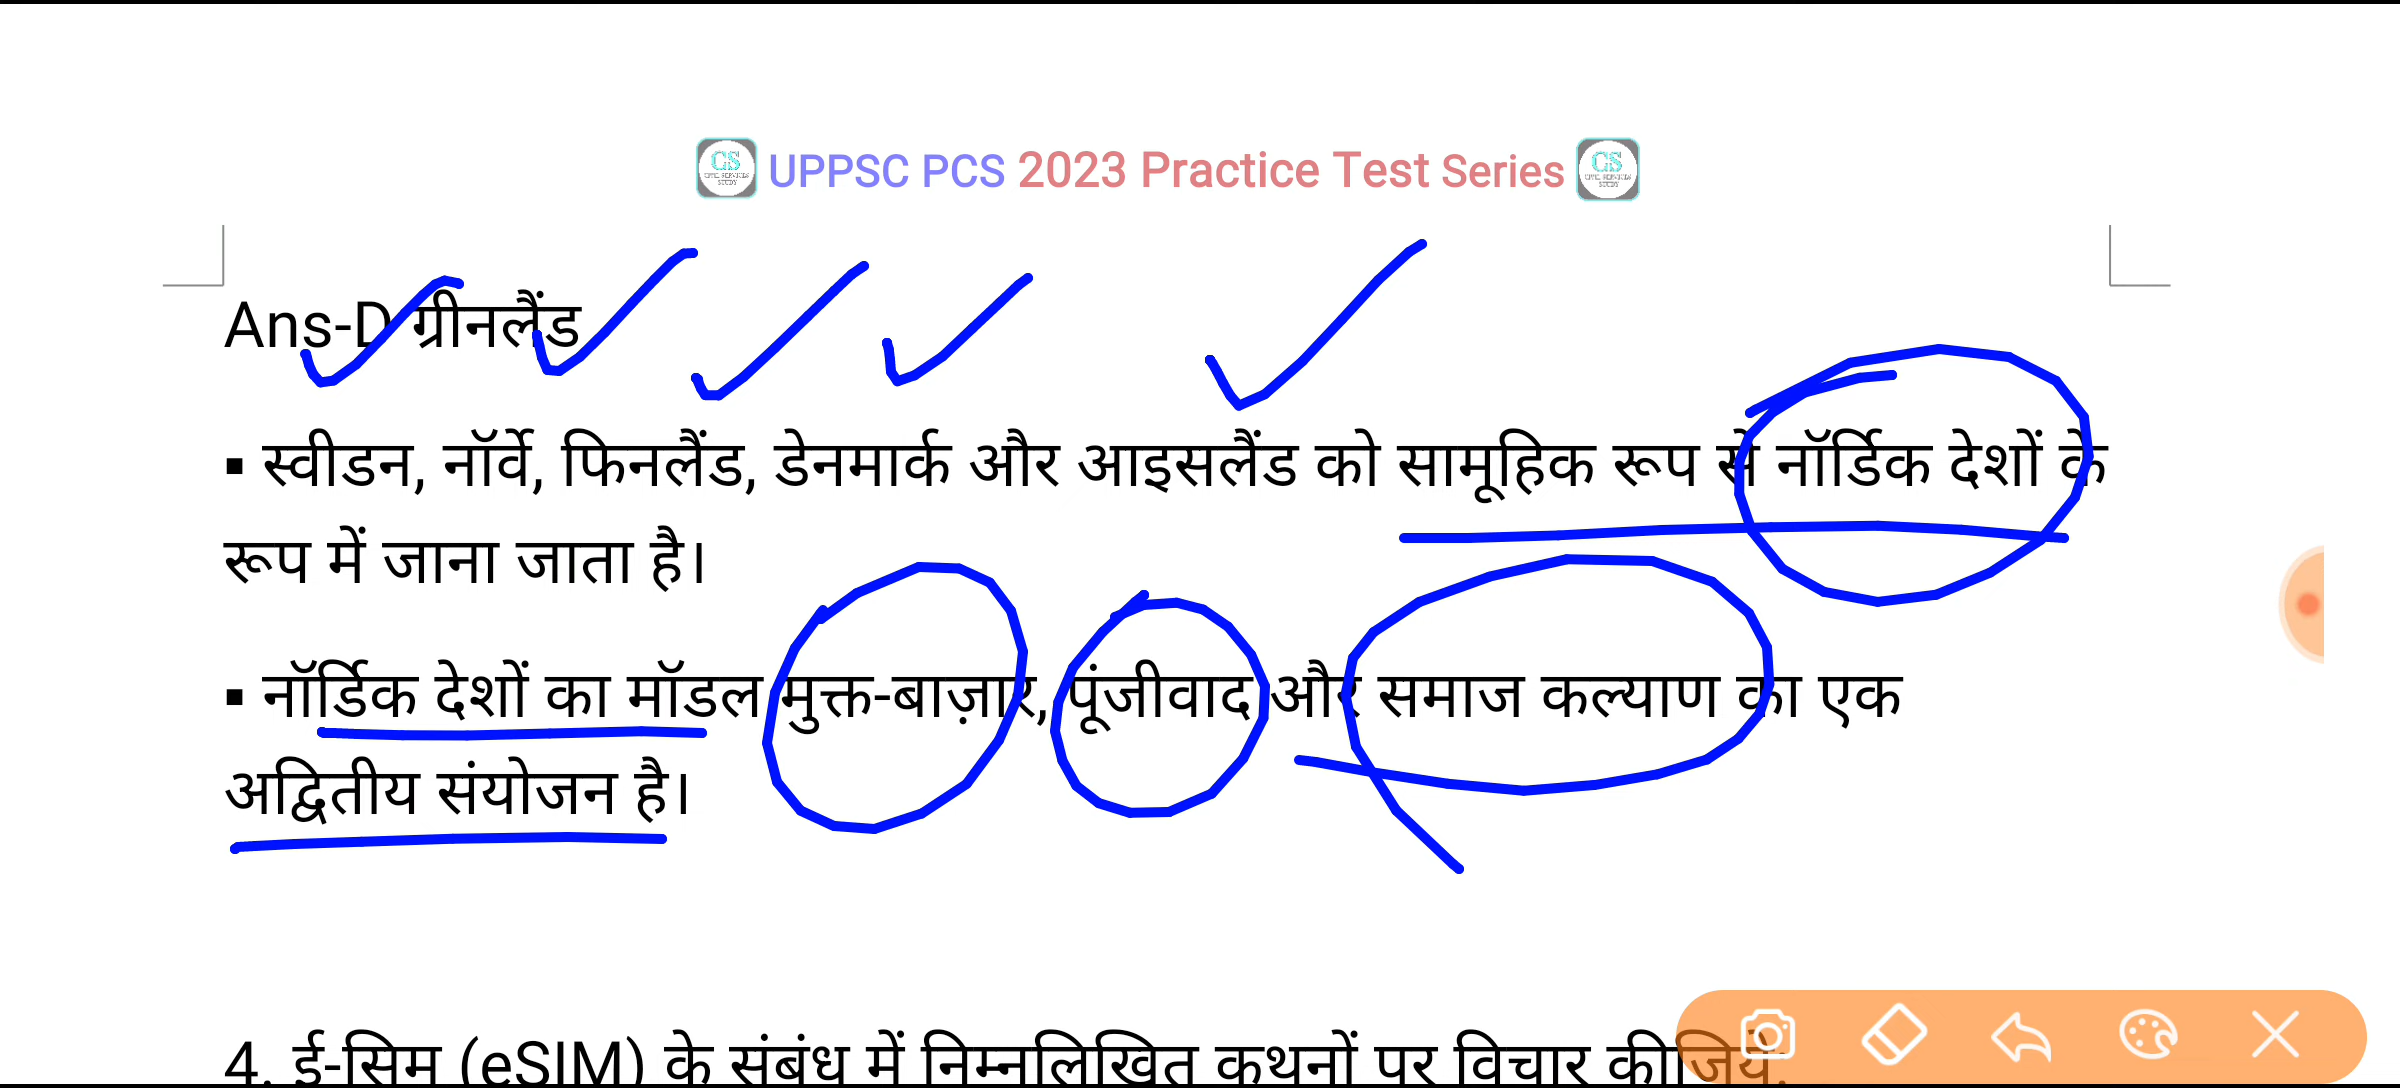 UPPSC PCS 2023 Practice Test Series
Ans-D ग्रीनलैंड
▪ स्वीडन, नॉर्वे, फिनलैंड, डेनमार्क और आइसलैंड को सामूहिक रूप से नॉर्डिक देशों के
रूप में जाना जाता है।
▪ नॉर्डिक देशों का मॉडल मुक्त-बाज़ार, पूंजीवाद और समाज कल्याण का एक
अद्वितीय संयोजन है।
4. ई-सिम (eSIM) के संबंध में निम्नलिखित कथनों पर विचार कीजिये: